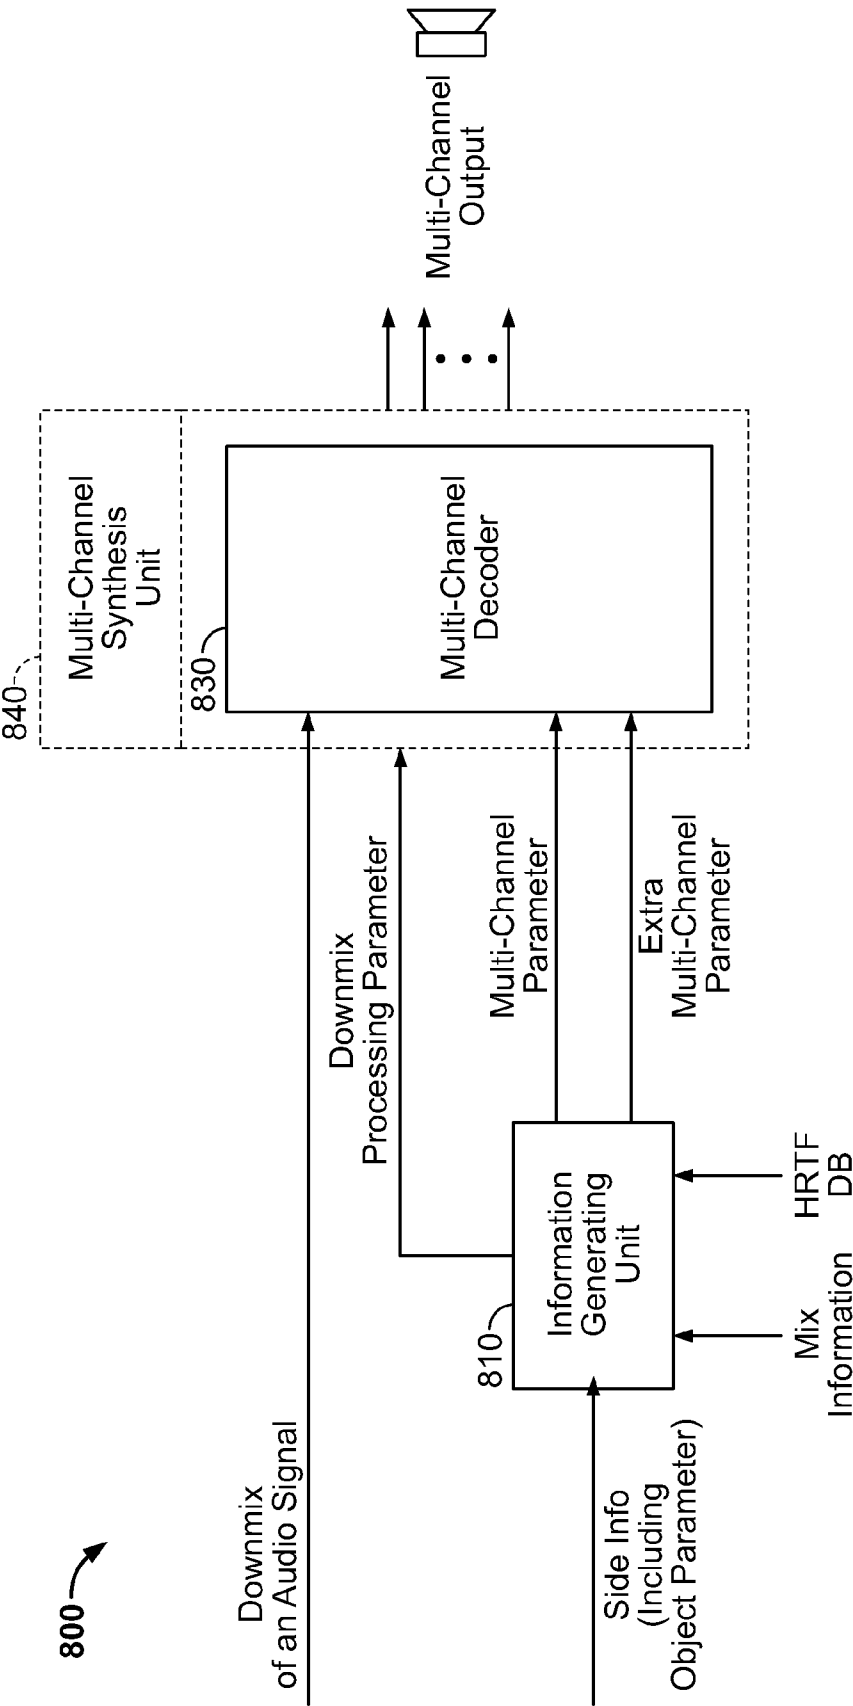 800
840
Multi-Channel
Synthesis
Unit
830
Multi-Channel
Decoder
Multi-Channel
Output
Downmix
of an Audio Signal
Downmix
Processing Parameter
Multi-Channel
Parameter
Extra
Multi-Channel
Parameter
810
Information
Generating
Unit
Side Info
(Including
Object Parameter)
Mix
Information
HRTF
DB